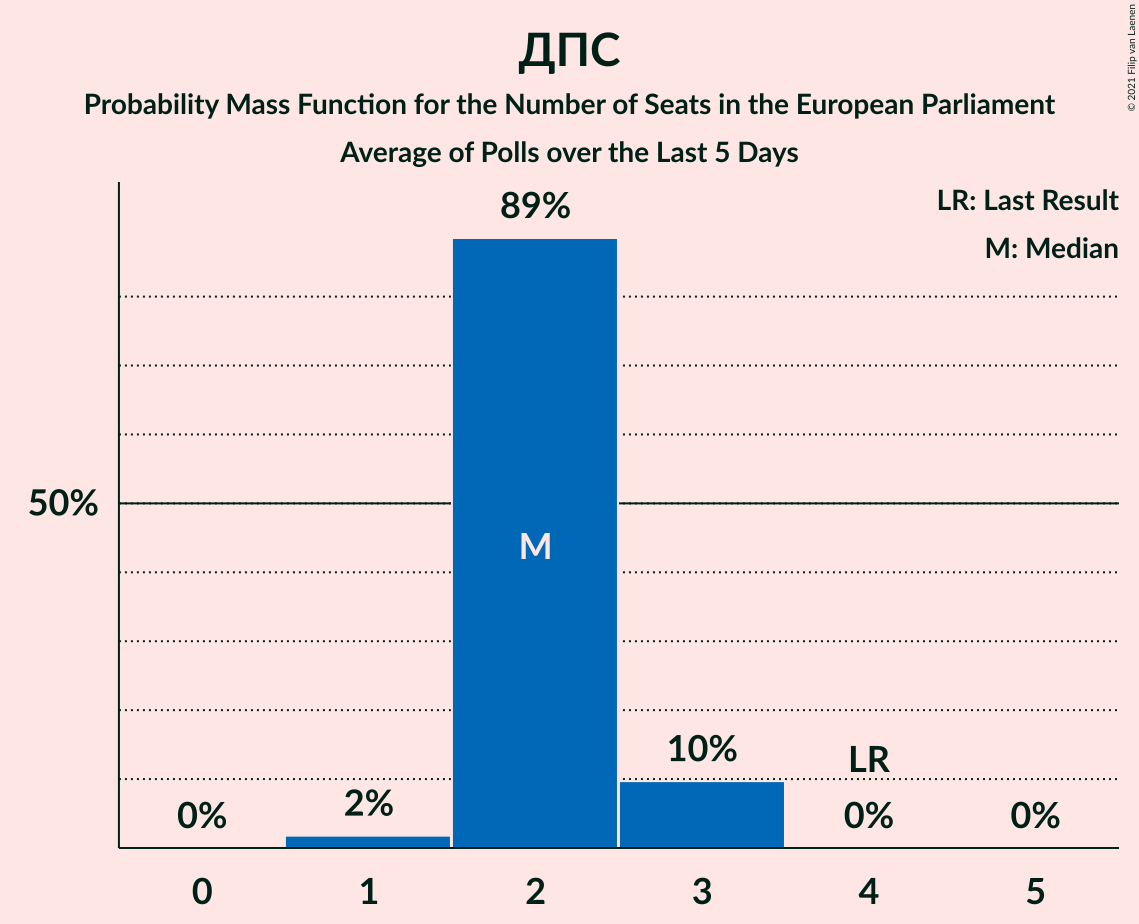 ДПС
Probability Mass Function for the Number of Seats in the European Parliament
Average of Polls over the Last 5 Days
© 2021 Filip van Laenen
LR: Last Result
M: Median
89%
50%
M
10%
LR
2%
0%
0%
0%
0 1 2 3 4 5